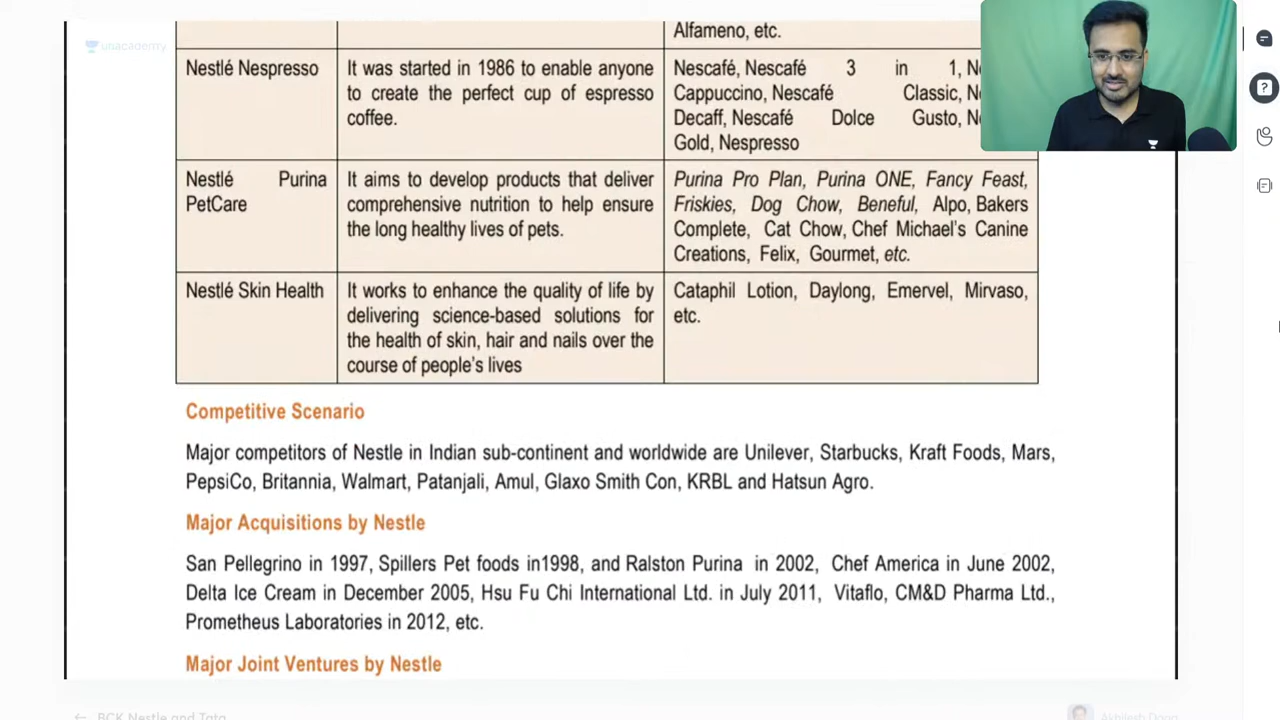 unacademy
Alfameno, etc.
Nestlé Nespresso
It was started in 1986 to enable anyone
to create the perfect cup of espresso
coffee.
Nescafé, Nescafé 3 in 1,
Cappuccino, Nescafé Classic,
Decaff, Nescafé Dolce Gusto,
Gold, Nespresso
Nestlé Purina
PetCare
It aims to develop products that deliver
comprehensive nutrition to help ensure
the long healthy lives of pets.
Purina Pro Plan, Purina ONE, Fancy Feast,
Friskies, Dog Chow, Beneful, Alpo, Bakers
Complete, Cat Chow, Chef Michael's Canine
Creations, Felix, Gourmet, etc.
Nestlé Skin Health
It works to enhance the quality of life by
delivering science-based solutions for
the health of skin, hair and nails over the
course of people's lives
Cataphil Lotion, Daylong, Emervel, Mirvaso,
etc.
Competitive Scenario
Major competitors of Nestle in Indian sub-continent and worldwide are Unilever, Starbucks, Kraft Foods, Mars,
PepsiCo, Britannia, Walmart, Patanjali, Amul, Glaxo Smith Con, KRBL and Hatsun Agro.
Major Acquisitions by Nestle
San Pellegrino in 1997, Spillers Pet foods in1998, and Ralston Purina in 2002, Chef America in June 2002,
Delta Ice Cream in December 2005, Hsu Fu Chi International Ltd. in July 2011, Vitaflo, CM&D Pharma Ltd.,
Prometheus Laboratories in 2012, etc.
Major Joint Ventures by Nestle
BCK Nestle and Tata